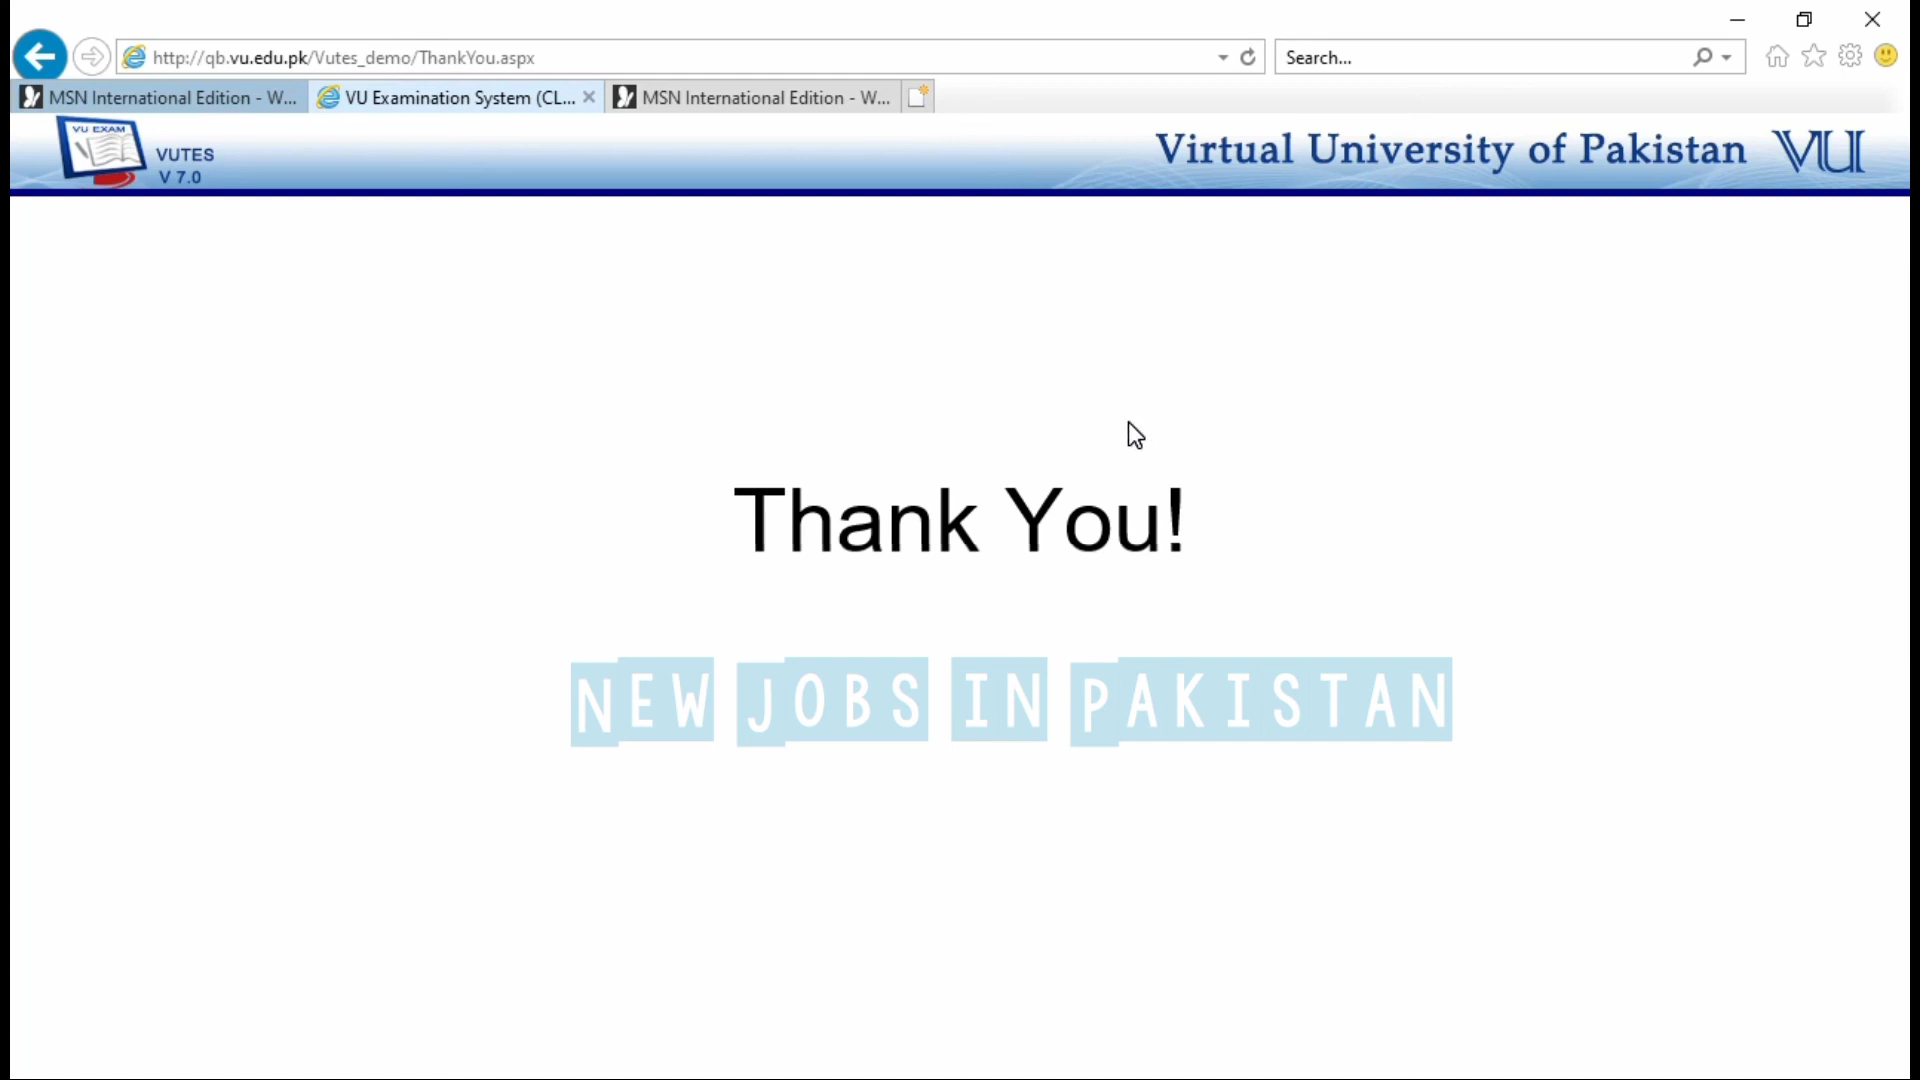 http://qb.vu.edu.pk/Vutes_demo/ThankYou.aspx
Search...
MSN International Edition - W...
VU Examination System (CL...
MSN International Edition - W...
VU EXAM
VUTES
V 7.0
Virtual University of Pakistan VU
Thank You!
NEW JOBS IN PAKISTAN